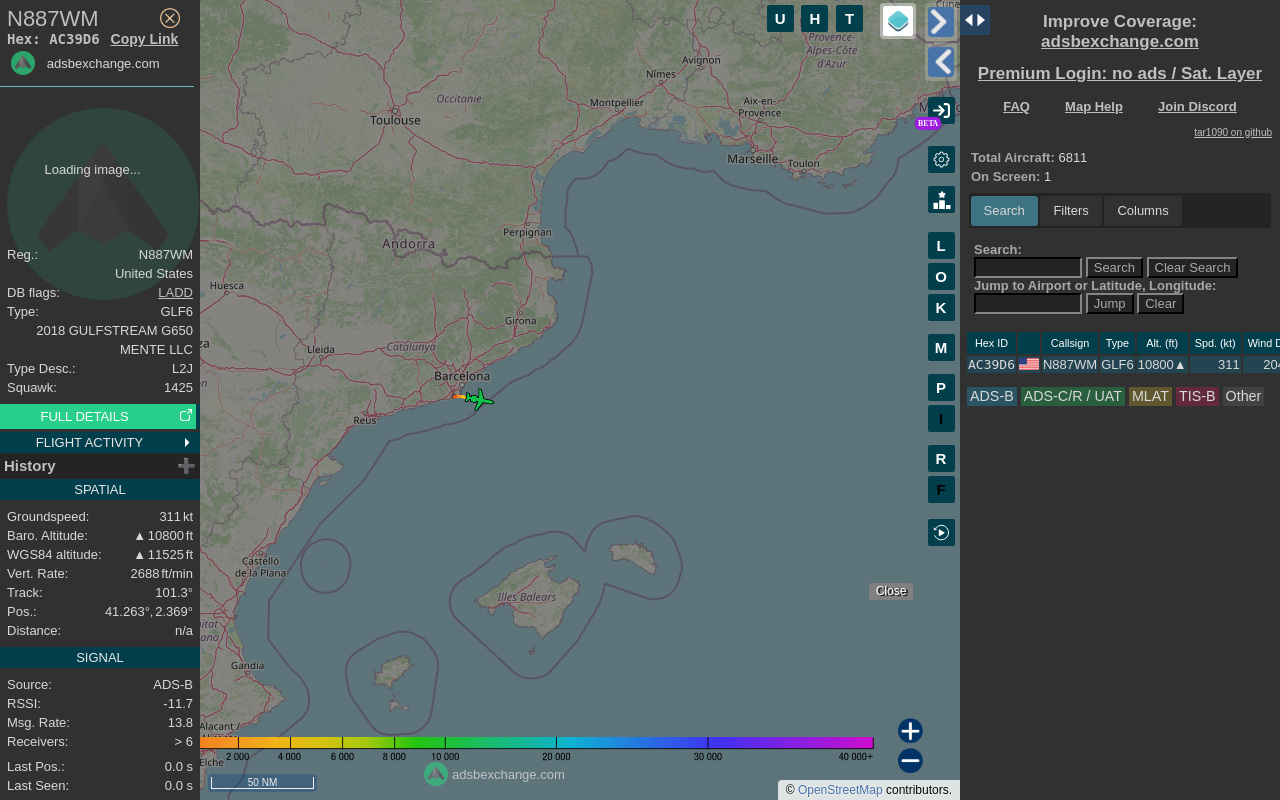 N887WM
Hex: AC39D6 Copy Link
adsbexchange.com
Loading image...
Reg.: N887WM
United States
DB flags: LADD
Type: GLF6
2018 GULFSTREAM G650
MENTE LLC
Type Desc.: L2J
Squawk: 1425
FULL DETAILS
FLIGHT ACTIVITY
History
SPATIAL
Groundspeed: 311 kt
Baro. Altitude: ▲ 10800 ft
WGS84 altitude: ▲ 11525 ft
Vert. Rate: 2688 ft/min
Track: 101.3°
Pos.: 41.263°, 2.369°
Distance: n/a
SIGNAL
Source: ADS-B
RSSI: -11.7
Msg. Rate: 13.8
Receivers: > 6
Last Pos.: 0.0 s
Last Seen: 0.0 s
U H T
Provence-
Alpes-Côte
d'Azur
Avignon
Nîmes
Occitanie
Montpellier
Aix-en-
Provence
Toulouse
Marseille
Toulon
Perpignan
Andorra
Huesca
Girona
Lleida
Catalunya
Barcelona
Reus
Castelló
de la Plana
Illes Balears
Gandia
Alacant /
Elche
BETA
L
O
K
M
P
I
R
F
Close
2 000 4 000 6 000 8 000 10 000 20 000 30 000 40 000+
50 NM
adsbexchange.com
© OpenStreetMap contributors.
Improve Coverage:
adsbexchange.com
Premium Login: no ads / Sat. Layer
FAQ Map Help Join Discord
tar1090 on github
Total Aircraft: 6811
On Screen: 1
Search Filters Columns
Search:
Search Clear Search
Jump to Airport or Latitude, Longitude:
Jump Clear
Hex ID Callsign Type Alt. (ft) Spd. (kt) Wind D
AC39D6 N887WM GLF6 10800▲ 311 204
ADS-B ADS-C/R / UAT MLAT TIS-B Other